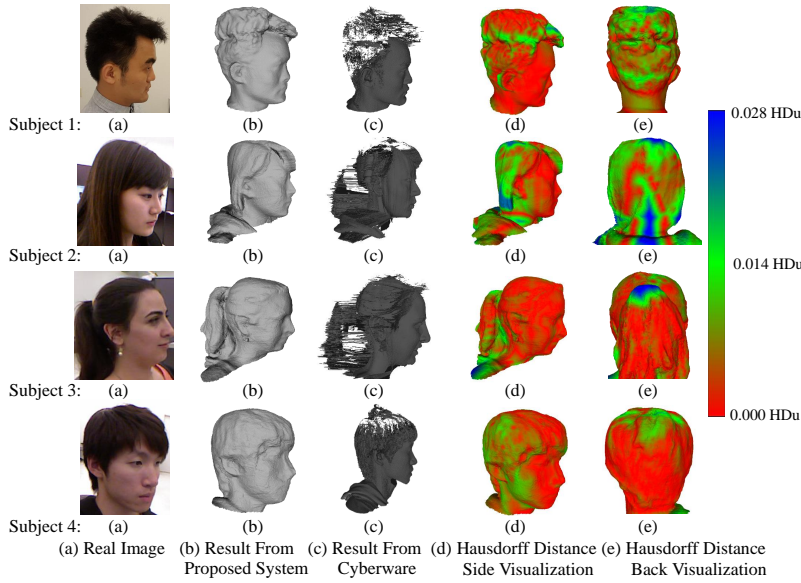 Subject 1: (a) (b) (c) (d) (e)
0.028 HDu
Subject 2: (a) (b) (c) (d) (e)
0.014 HDu
Subject 3: (a) (b) (c) (d) (e)
0.000 HDu
Subject 4: (a) (b) (c) (d) (e)
(a) Real Image (b) Result From (c) Result From (d) Hausdorff Distance (e) Hausdorff Distance
Proposed System Cyberware Side Visualization Back Visualization